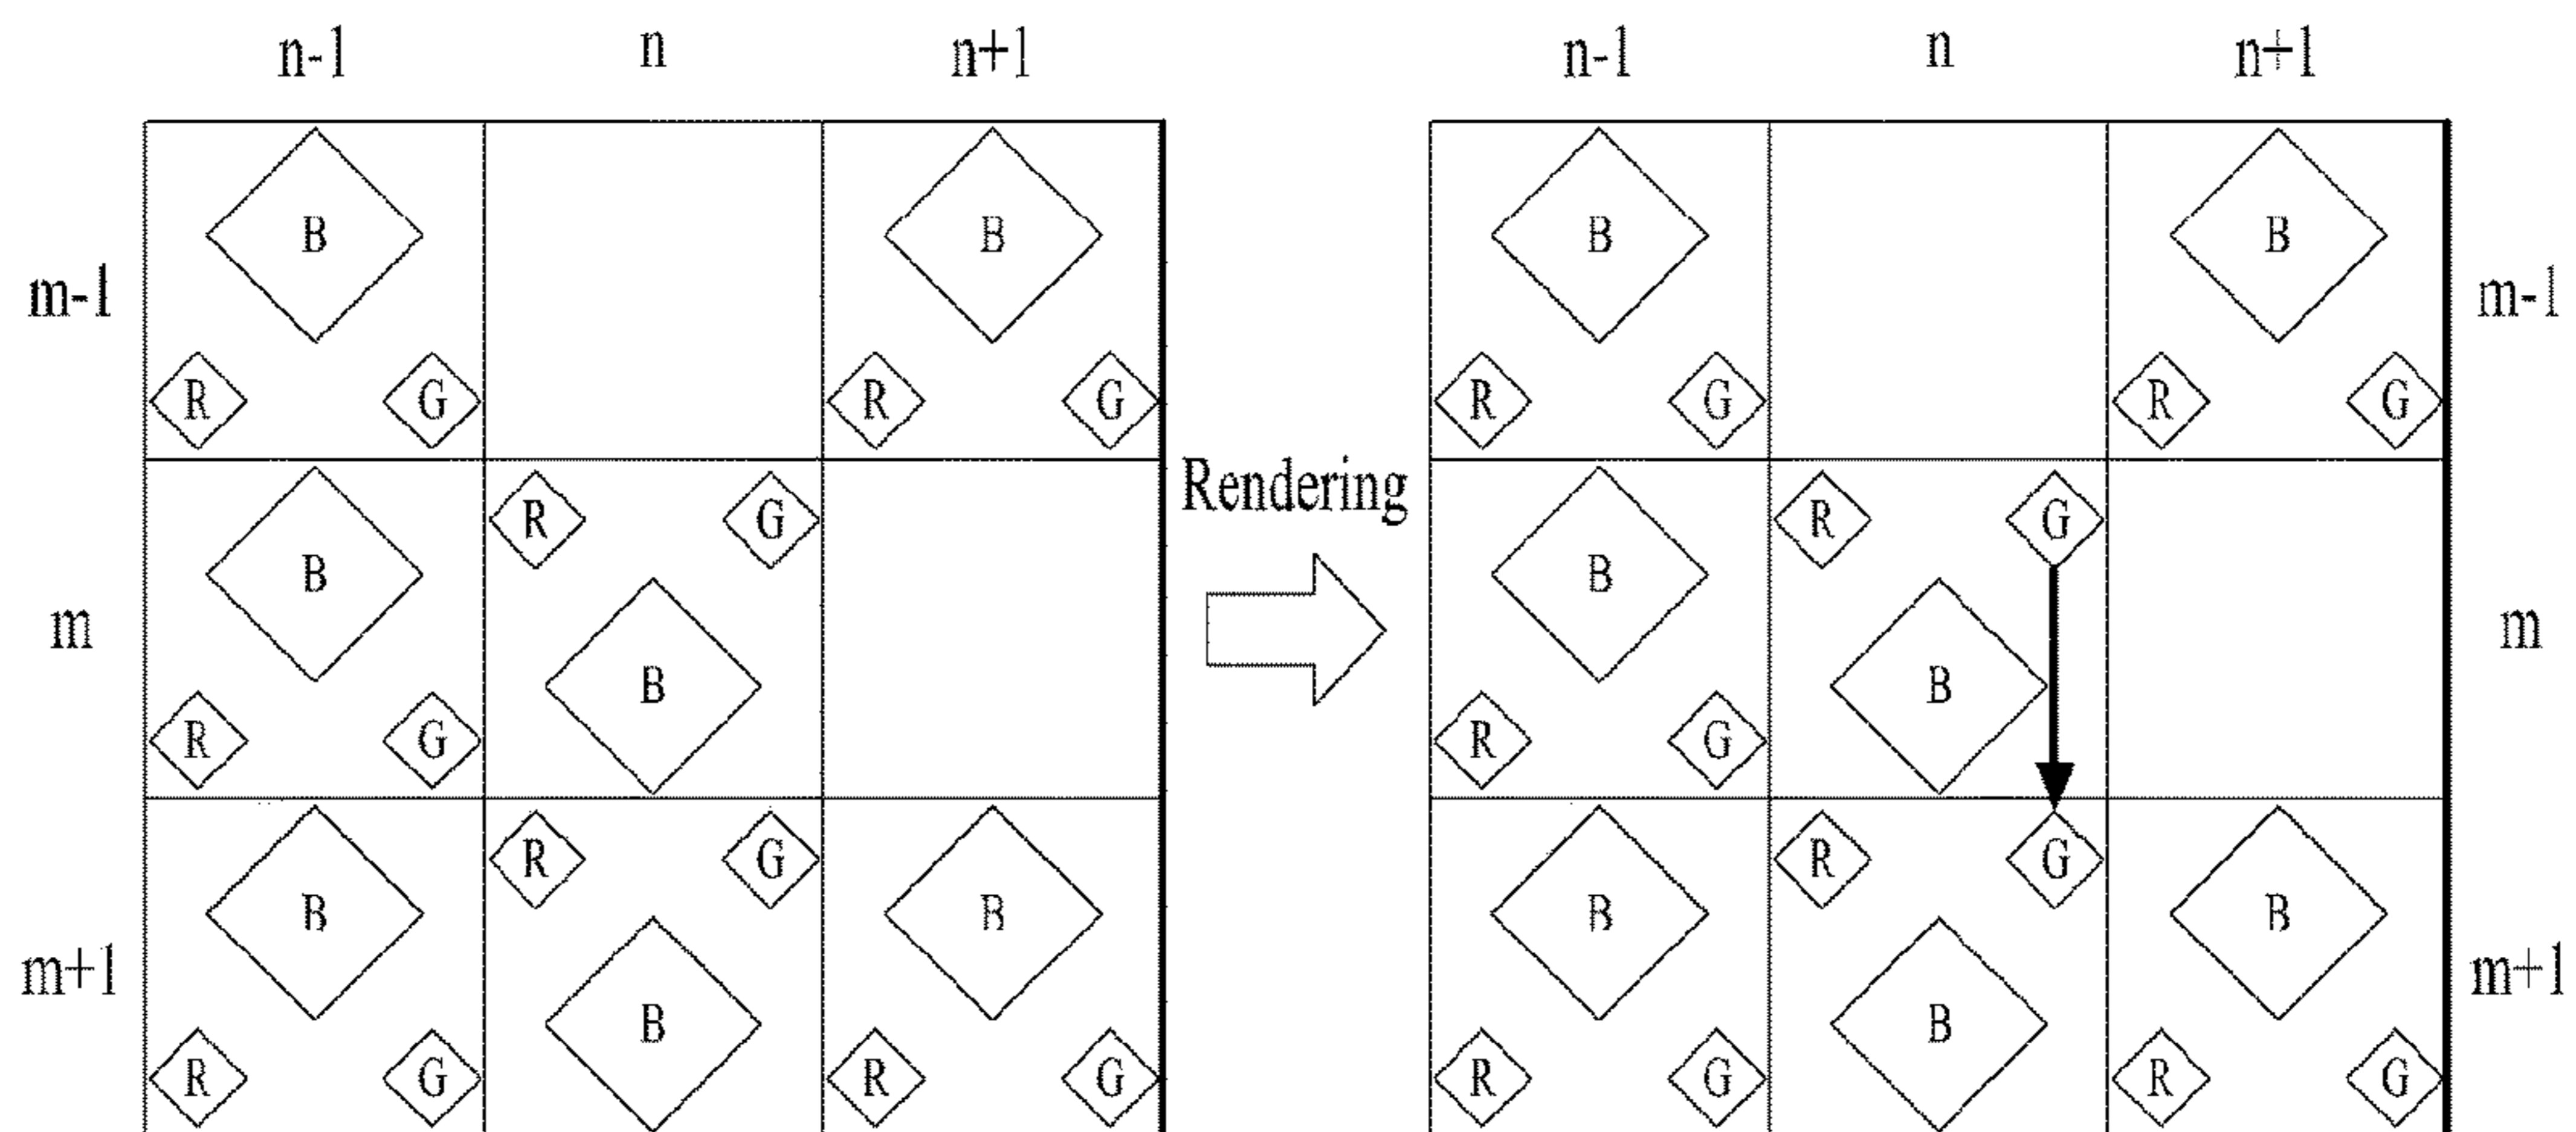 n-1 n n+1 n-1 n n+1
B B B B
m-1 m-1
R G R G R G R G
Rendering
R G R G
B B
m B B m
R G R G
R G R G
B B B B
m+1 B B m+1
R G R G R G R G